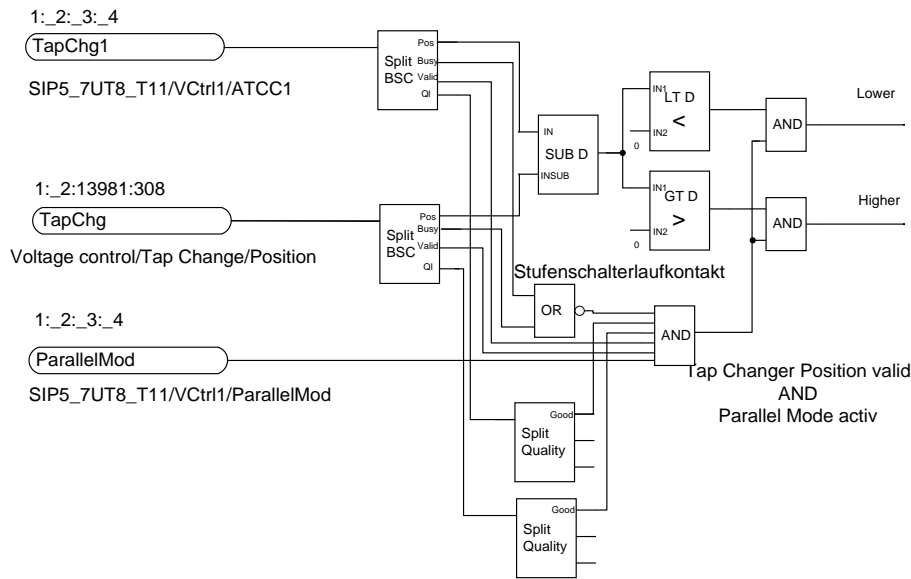 1:_2:_3:_4
TapChg1
SIP5_7UT8_T11/VCtrl1/ATCC1
Split
BSC
Pos
Busy
Valid
QI
1:_2:13981:308
TapChg
Voltage control/Tap Change/Position
Split
BSC
Pos
Busy
Valid
QI
1:_2:_3:_4
ParallelMod
SIP5_7UT8_T11/VCtrl1/ParallelMod
IN
SUB D
INSUB
IN1
LT D
<
IN2
0
IN1
GT D
>
IN2
0
AND
Lower
AND
Higher
Stufenschalterlaufkontakt
OR
AND
Tap Changer Position valid
AND
Parallel Mode activ
Good
Split
Quality
Good
Split
Quality